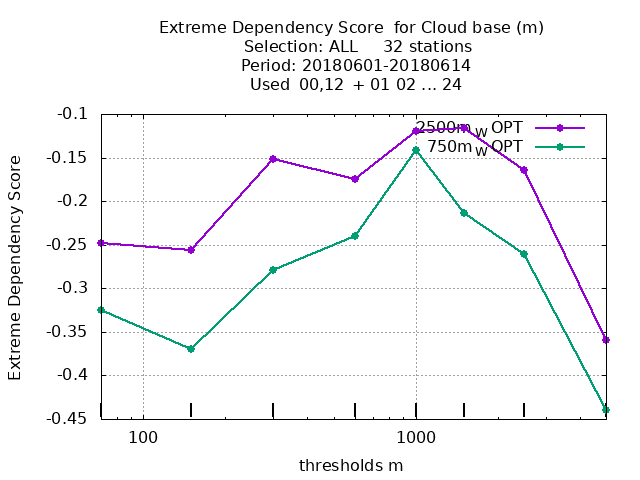 Extreme Dependency Score  for Cloud base (m)
Selection: ALL     32 stations
Period: 20180601-20180614
Used  00,12  + 01 02 ... 24
Extreme Dependency Score
-0.1
-0.15
-0.2
-0.25
-0.3
-0.35
-0.4
-0.45
2500m W OPT
750m W OPT
100
1000
thresholds m